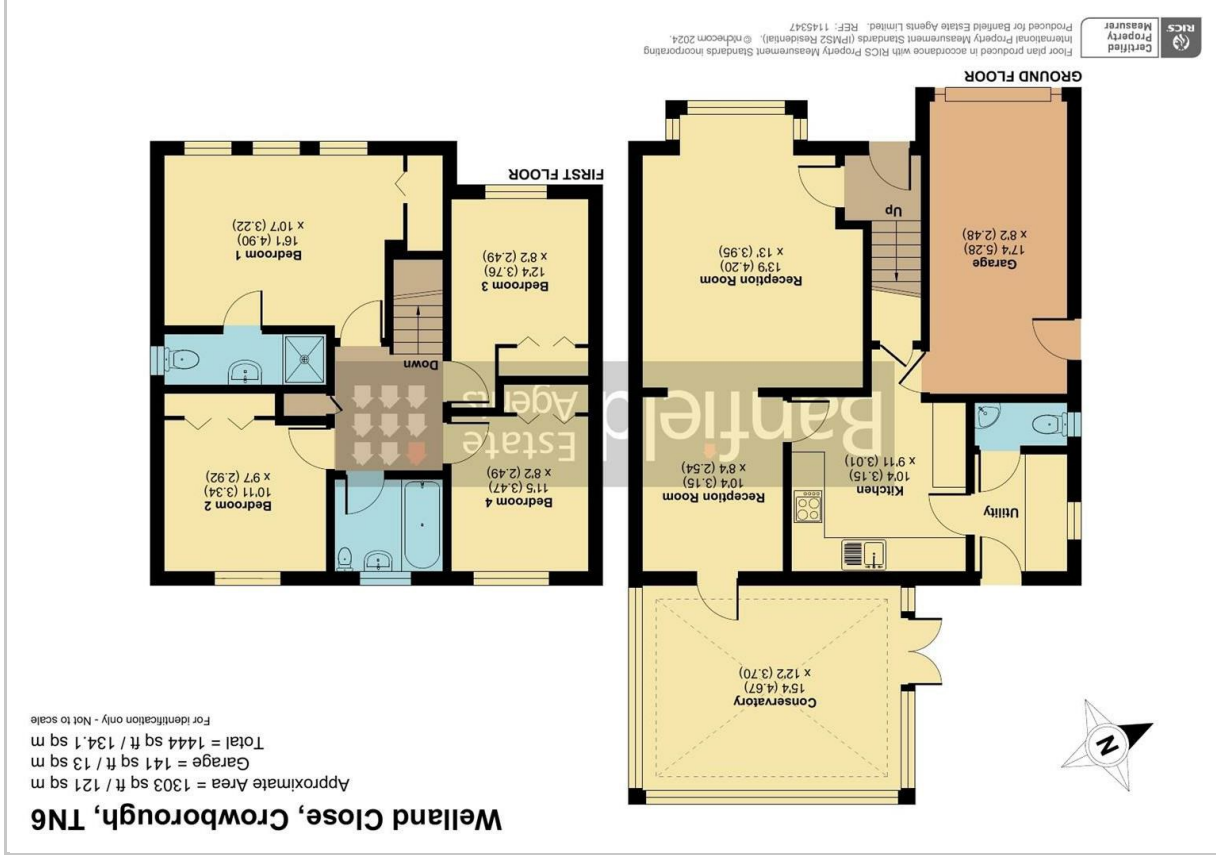 Welland Close, Crowborough, TN6
Approximate Area = 1303 sq ft / 121 sq m
Garage = 141 sq ft / 13 sq m
Total = 1444 sq ft / 134.1 sq m
For identification only - Not to scale
N
Conservatory
15'4 (4.67)
x 12'2 (3.70)
Utility
Kitchen
10'4 (3.15)
x 9'11 (3.01)
Reception Room
10'4 (3.15)
x 8'4 (2.54)
Garage
17'4 (5.28)
x 8'2 (2.48)
Up
Reception Room
13'9 (4.20)
x 13' (3.95)
GROUND FLOOR
Bedroom 4
11'5 (3.47)
x 8'2 (2.49)
Bedroom 2
10'11 (3.34)
x 9'7 (2.92)
Down
Bedroom 3
12'4 (3.76)
x 8'2 (2.49)
Bedroom 1
16'1 (4.90)
x 10'7 (3.22)
FIRST FLOOR
Banfield
Estate
Agents
Certified
Property
Measurer
RICS
Floor plan produced in accordance with RICS Property Measurement Standards incorporating
International Property Measurement Standards (IPMS2 Residential). © nichecom 2024.
Produced for Banfield Estate Agents Limited. REF: 1145347